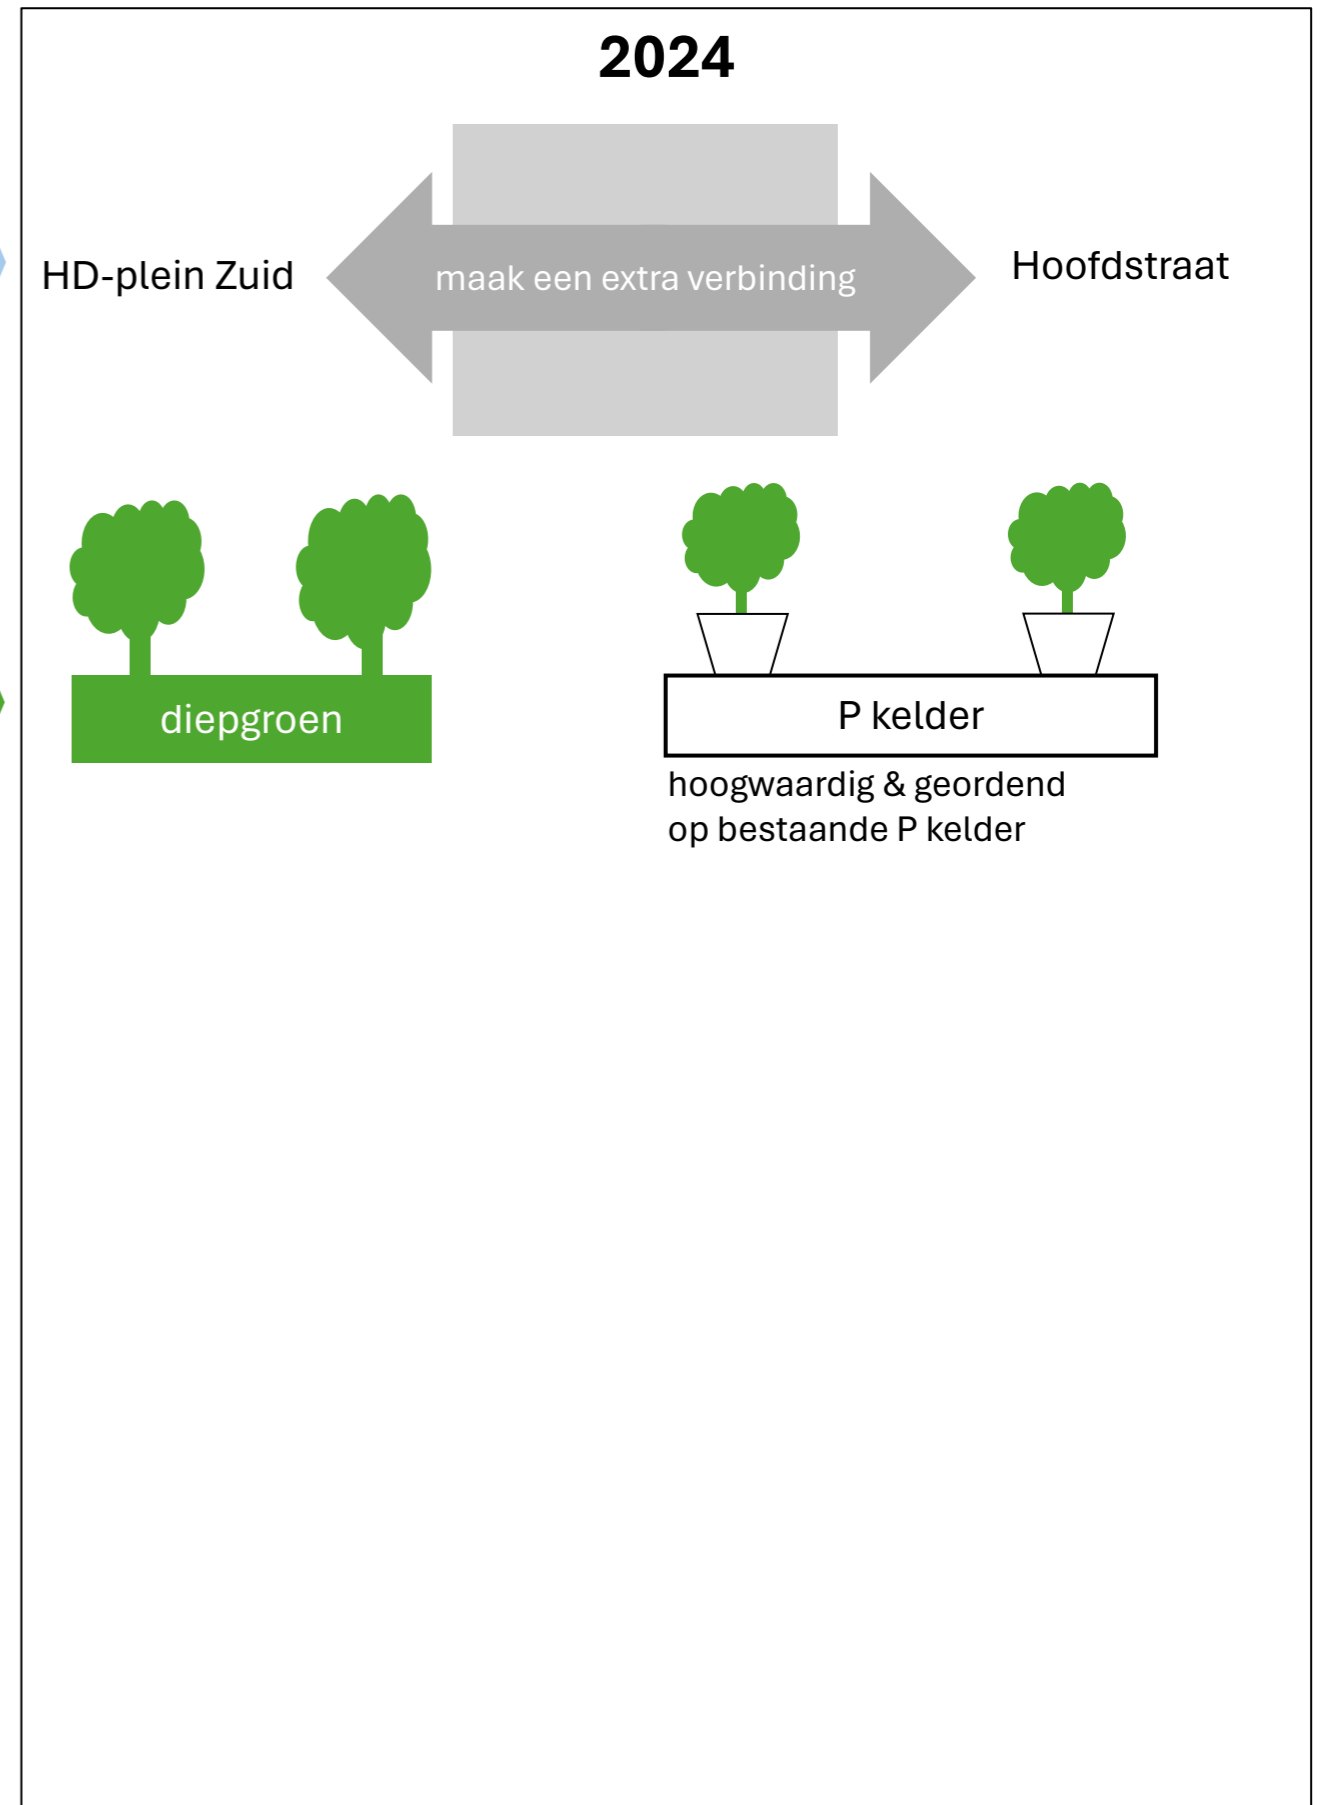 2024
HD-plein Zuid
maak een extra verbinding
Hoofdstraat
diepgroen
P kelder
hoogwaardig & geordend
op bestaande P kelder